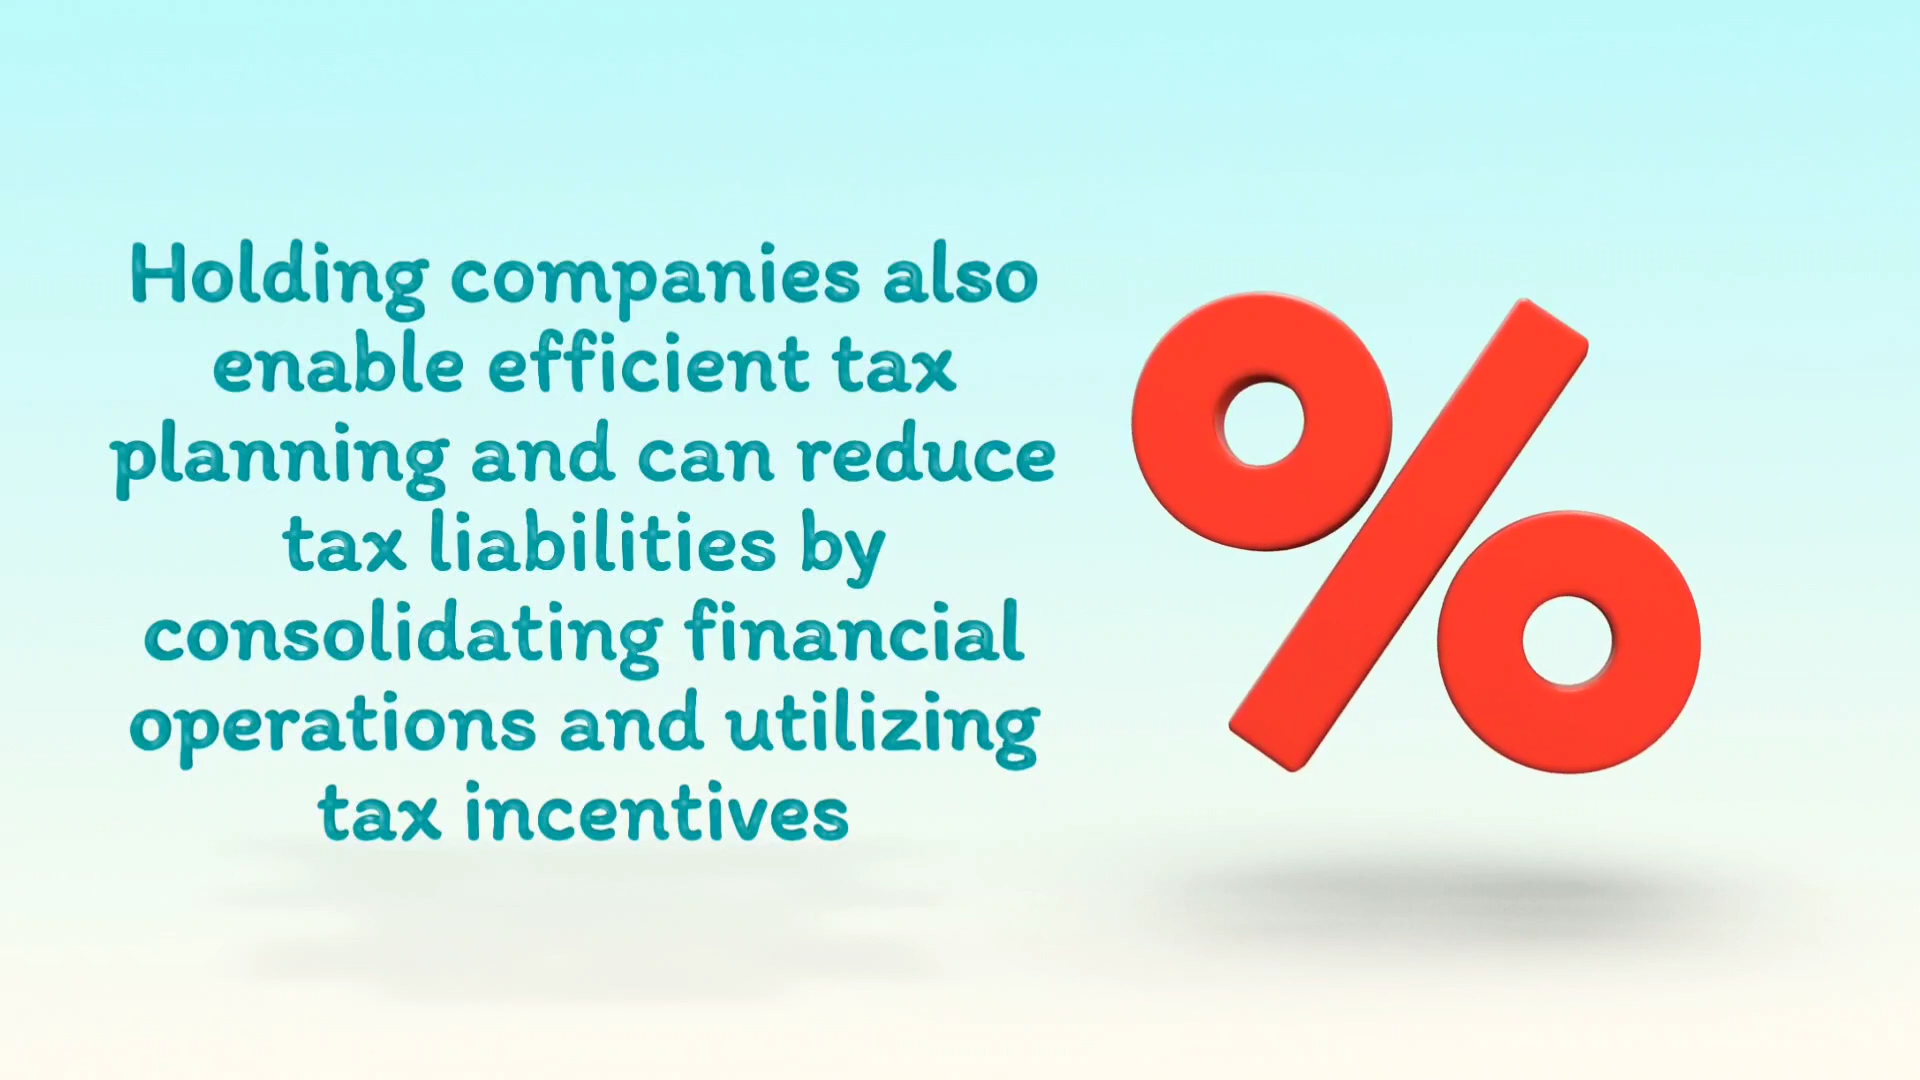 Holding companies also
enable efficient tax
planning and can reduce
tax liabilities by
consolidating financial
operations and utilizing
tax incentives
%